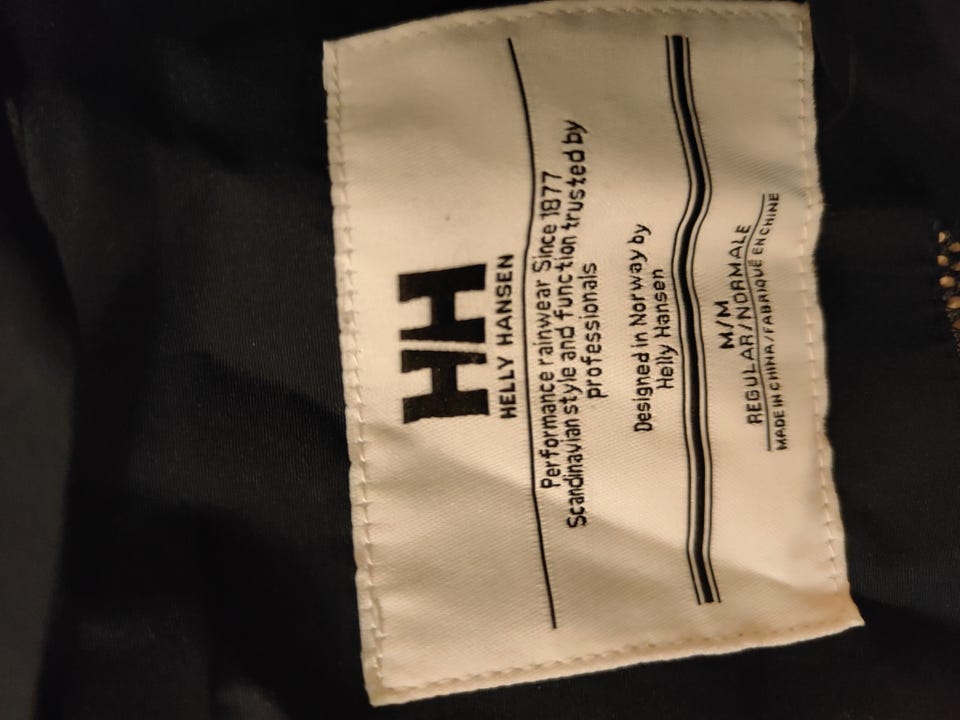 HH
HELLY HANSEN
Performance rainwear Since 1877
Scandinavian style and function trusted by
professionals
Designed in Norway by
Helly Hansen
M/M
REGULAR/NORMALE
MADE IN CHINA/FABRIQUÉ EN CHINE